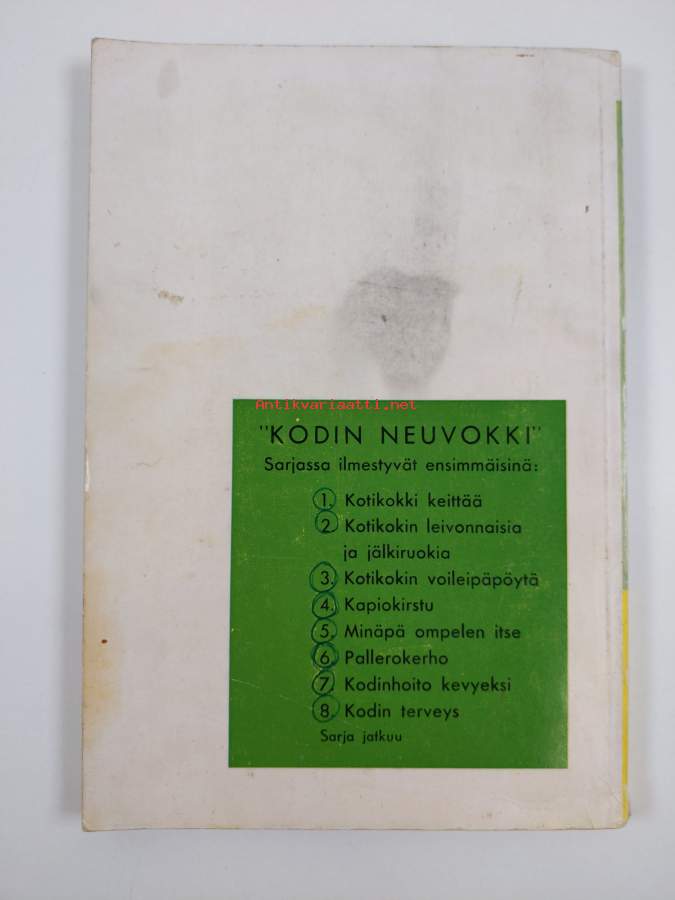 Antikvariaatti.net
"KODIN NEUVOKKI"
Sarjassa ilmestyvät ensimmäisinä:
1. Kotikokki keittää
2. Kotikokin leivonnaisia
ja jälkiruokia
3. Kotikokin voileipäpöytä
4. Kapiokirstu
5. Minäpä ompelen itse
6. Pallerokerho
7. Kodinhoito kevyeksi
8. Kodin terveys
Sarja jatkuu